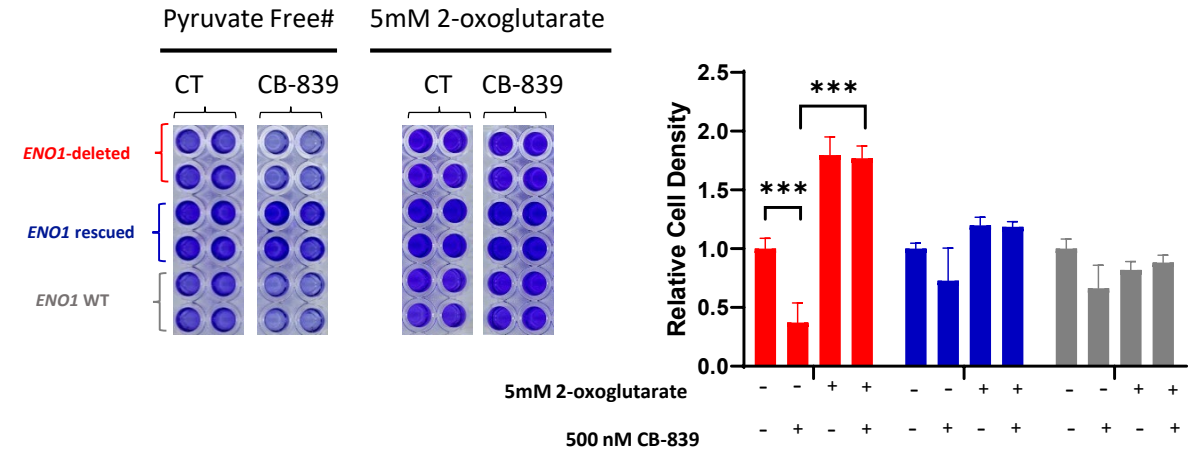 Pyruvate Free#
5mM 2-oxoglutarate
CT
CB-839
CT
CB-839
ENO1-deleted
ENO1 rescued
ENO1 WT
Relative Cell Density
2.5
2.0
1.5
1.0
0.5
0.0
***
***
5mM 2-oxoglutarate
- - + + - - + + - - + +
500 nM CB-839
- + - + - + - + - + - +